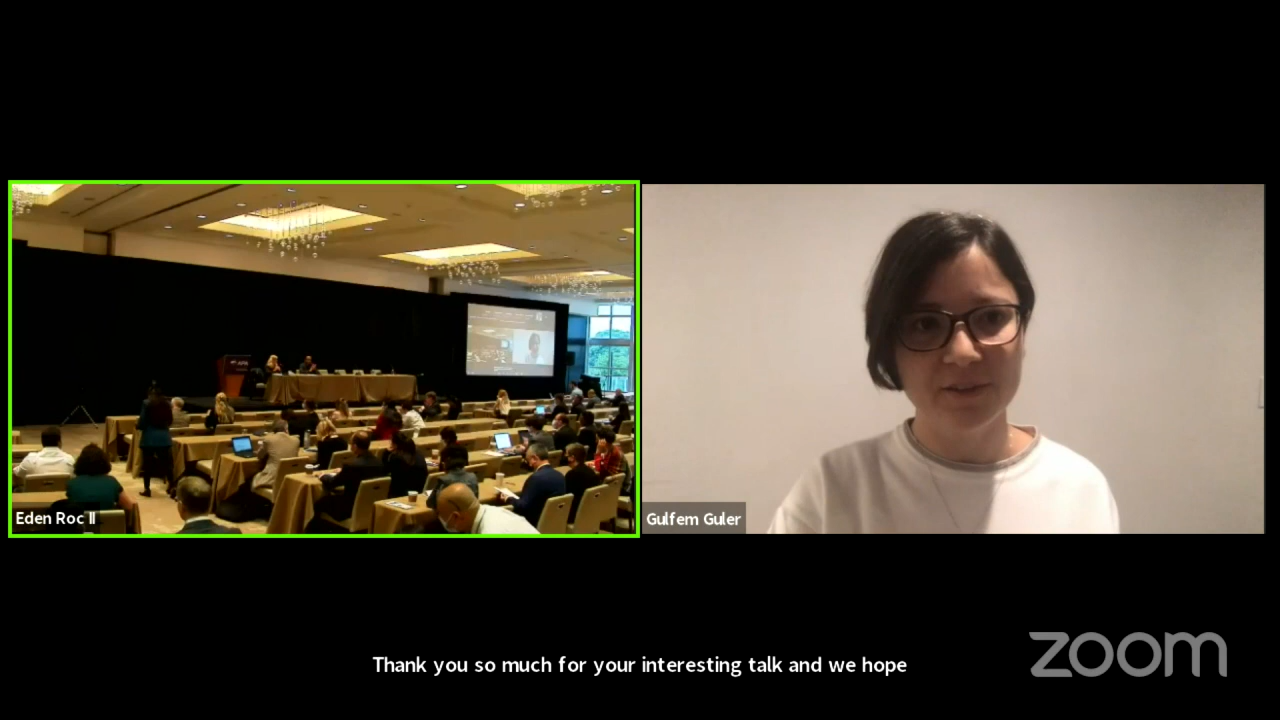 Eden Roc II
Gulfem Guler
Thank you so much for your interesting talk and we hope
zoom